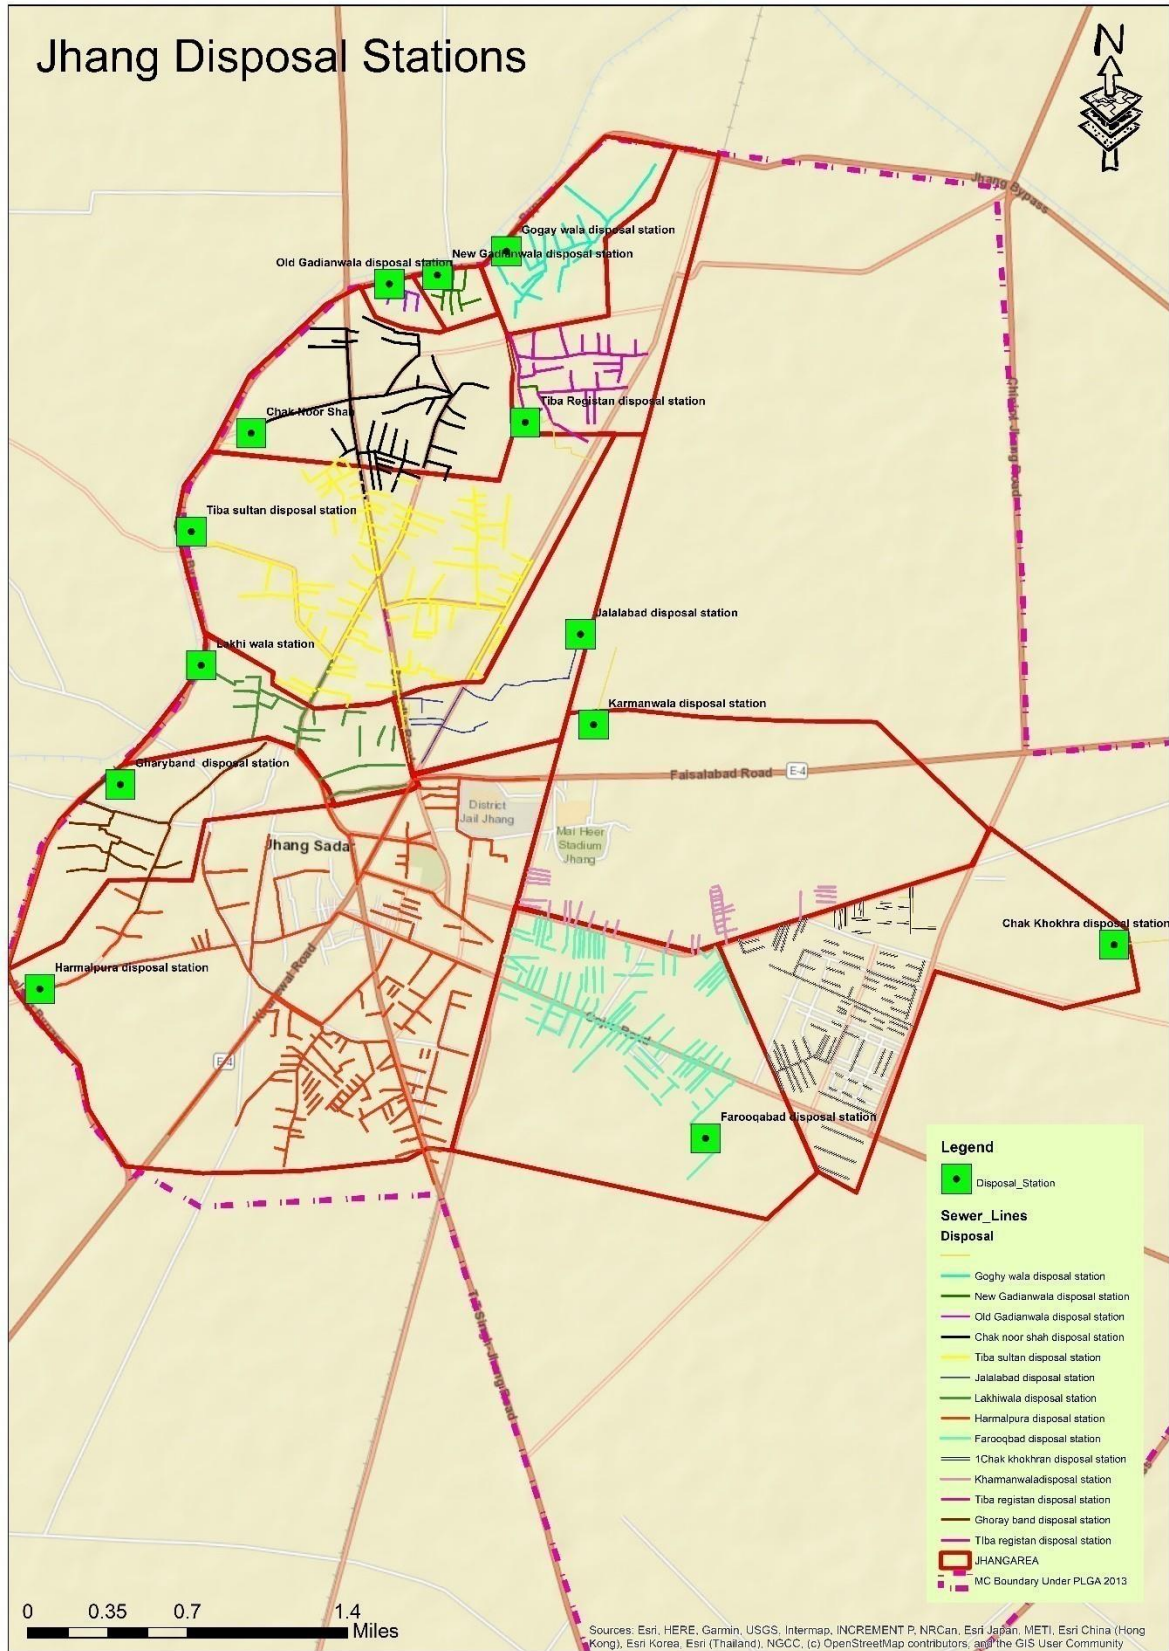 Jhang Disposal Stations
N
Jhang Bypass
Gogay wala disposal station
New Gadianwala disposal station
Old Gadianwala disposal station
Chak Noor Shah
Tiba Registan disposal station
Chiniot Jhang Road
Tiba sultan disposal station
Jalalabad disposal station
Lakhi wala station
Karmanwala disposal station
Gharyband disposal station
Faisalabad Road
E-4
District
Jail Jhang
Mai Heer
Stadium
Jhang
Jhang Sadar
Chak Khokhra disposal station
Harmalpura disposal station
Road
E-4
Road
Farooqabad disposal station
T.T Singh Jhang Road
Legend
Disposal_Station
Sewer_Lines
Disposal
Goghy wala disposal station
New Gadianwala disposal station
Old Gadianwala disposal station
Chak noor shah disposal station
Tiba sultan disposal station
Jalalabad disposal station
Lakhiwala disposal station
Harmalpura disposal station
Farooqbad disposal station
1Chak khokhran disposal station
Kharmanwaladisposal station
Tiba registan disposal station
Ghoray band disposal station
TIba registan disposal station
JHANGAREA
MC Boundary Under PLGA 2013
0 0.35 0.7 1.4
Miles
Sources: Esri, HERE, Garmin, USGS, Intermap, INCREMENT P, NRCan, Esri Japan, METI, Esri China (Hong
Kong), Esri Korea, Esri (Thailand), NGCC, (c) OpenStreetMap contributors, and the GIS User Community